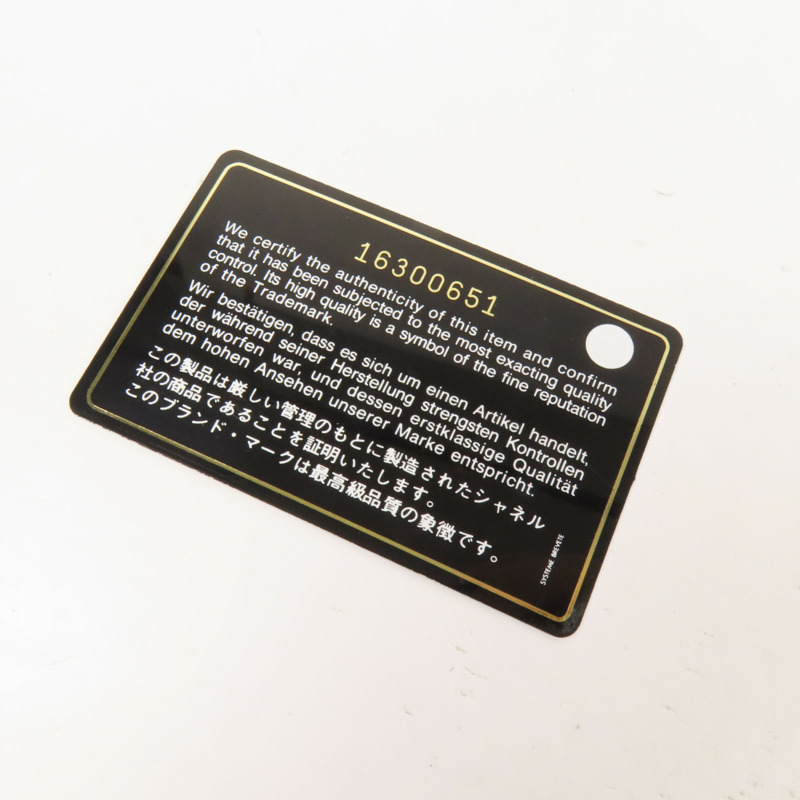 16300651
We certify the authenticity of this item and confirm
that it has been subjected to the most exacting quality
control. Its high quality is a symbol of the fine reputation
of the Trademark.
Wir bestätigen, dass es sich um einen Artikel handelt,
der während seiner Herstellung strengsten Kontrollen
unterworfen war, und dessen erstklassige Qualität
dem hohen Ansehen unserer Marke entspricht.
この製品は厳しい管理のもとに製造されたシャネル
社の商品であることを証明いたします。
このブランド・マークは最高級品質の象徴です。
SYSTEME BREVETE